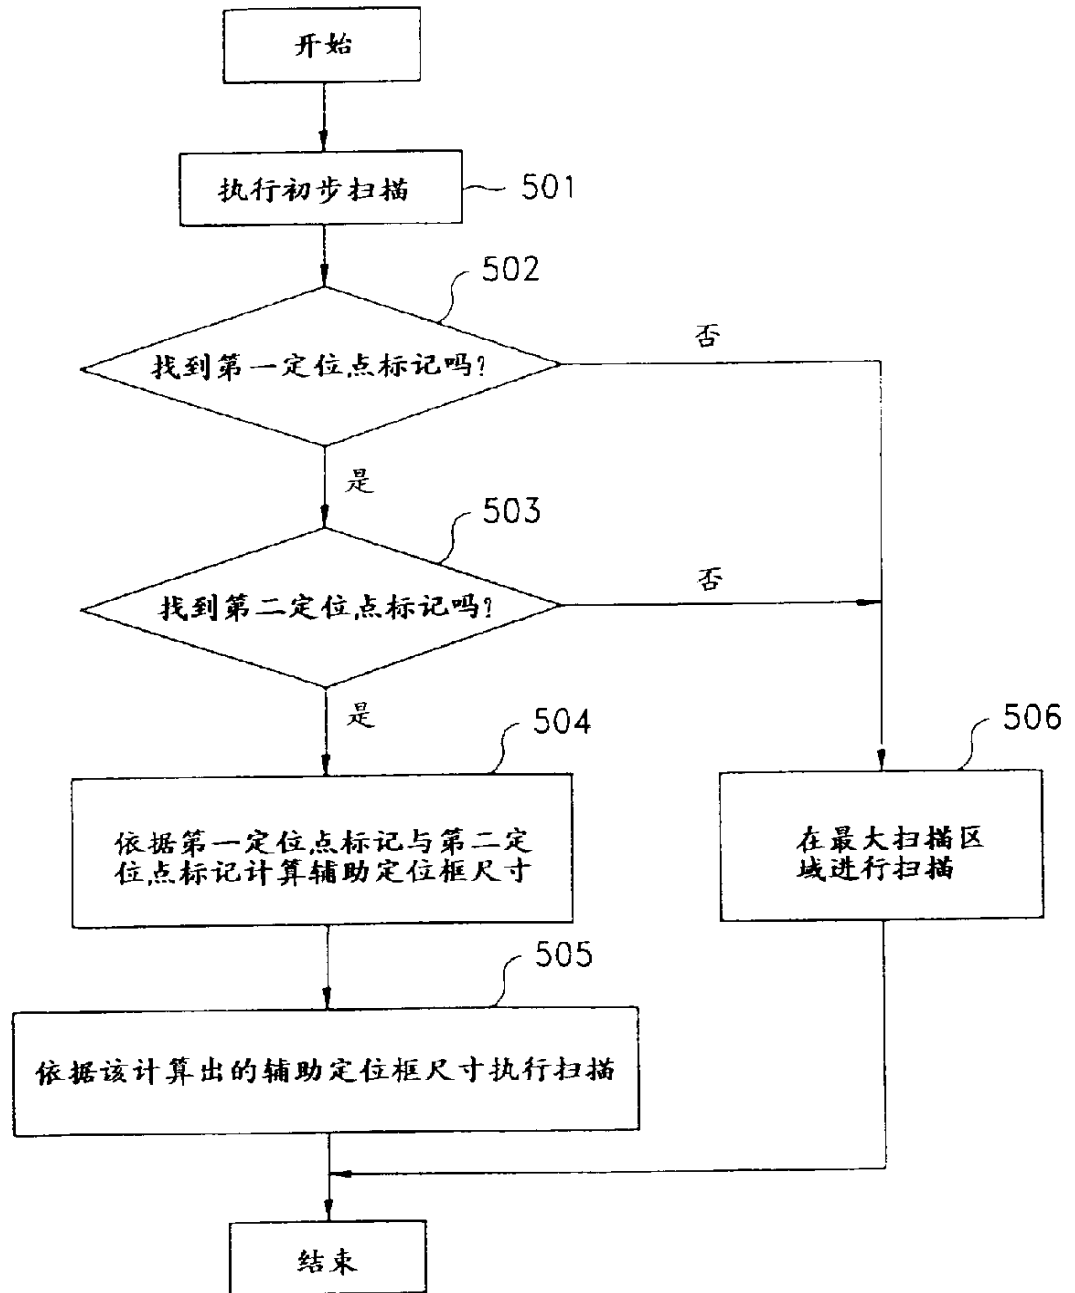 开始
执行初步扫描
501
502
找到第一定位点标记吗?
否
是
503
找到第二定位点标记吗?
否
是
504
506
依据第一定位点标记与第二定
位点标记计算辅助定位框尺寸
在最大扫描区
域进行扫描
505
依据该计算出的辅助定位框尺寸执行扫描
结束